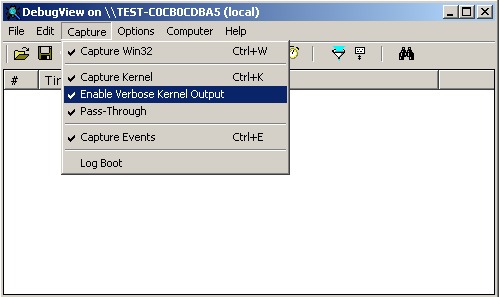 DebugView on \\TEST-C0CB0CDBA5 (local)
File Edit Capture Options Computer Help
Capture Win32 Ctrl+W
Capture Kernel Ctrl+K
Enable Verbose Kernel Output
Pass-Through
Capture Events Ctrl+E
Log Boot
#